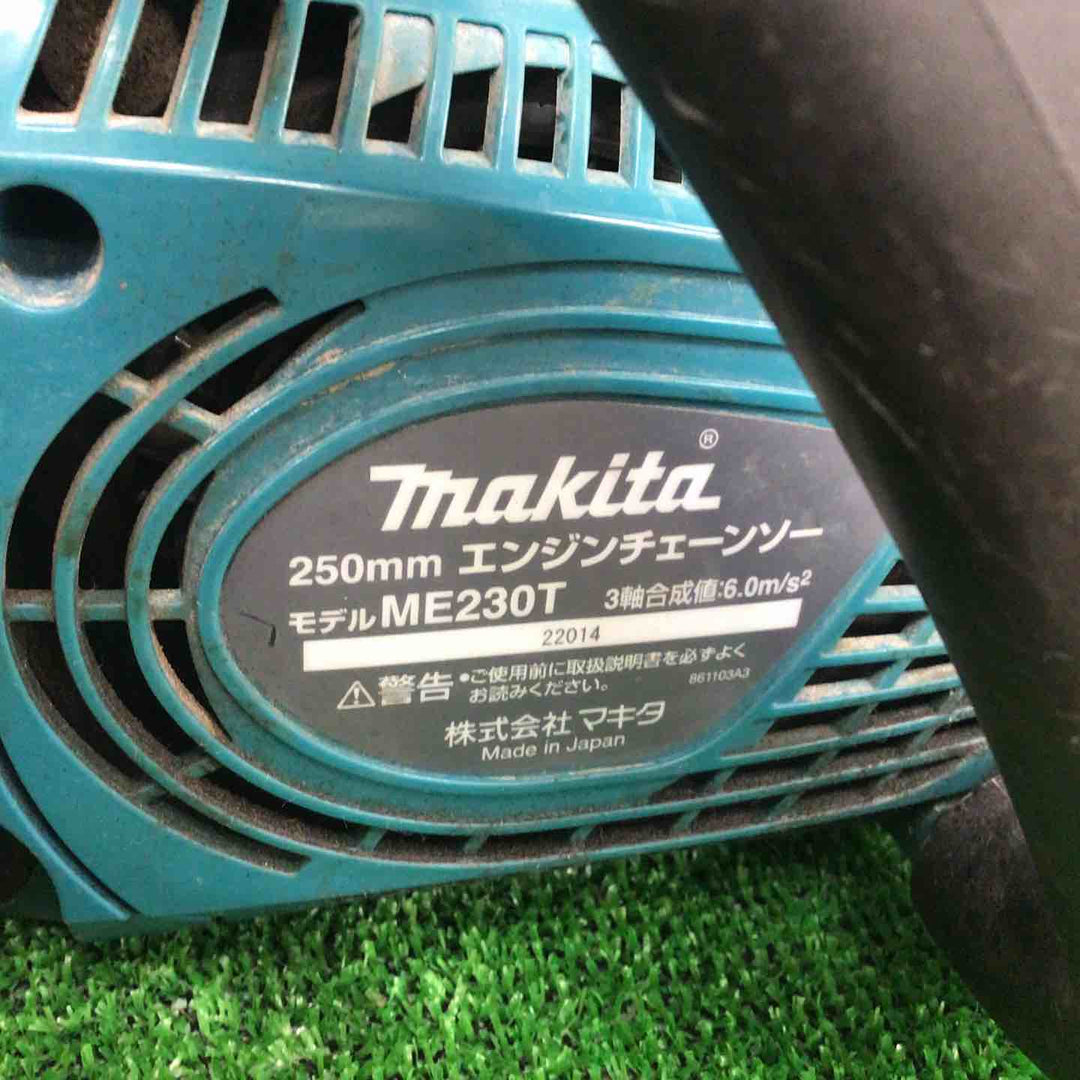 makita®
250mm エンジンチェーンソー
モデル ME230T 3軸合成値:6.0m/s²
22014
⚠警告 •ご使用前に取扱説明書を必ずよく
お読みください。 861103A3
株式会社マキタ
Made in Japan